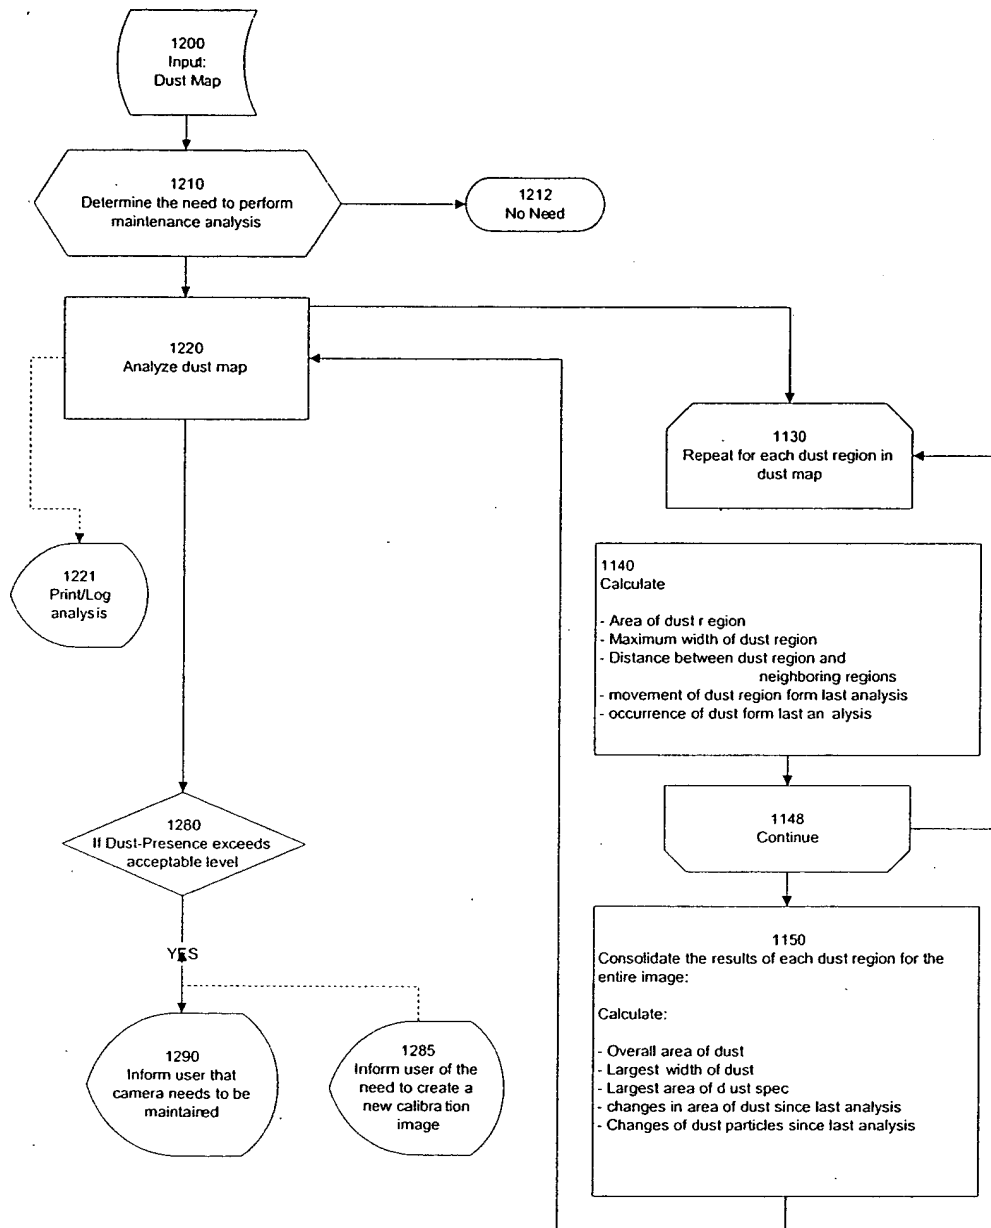 1200
Input:
Dust Map
1210
Determine the need to perform
maintenance analysis
1212
No Need
1220
Analyze dust map
1130
Repeat for each dust region in
dust map
1221
Print/Log
analysis
1140
Calculate
- Area of dust r egion
- Maximum width of dust region
- Distance between dust region and
neighboring regions
- movement of dust region form last analysis
- occurrence of dust form last an alysis
1280
If Dust-Presence exceeds
acceptable level
1148
Continue
YES
1150
Consolidate the results of each dust region for the
entire image:
Calculate:
- Overall area of dust
- Largest width of dust
- Largest area of d ust spec
- changes in area of dust since last analysis
- Changes of dust particles since last analysis
1290
Inform user that
camera needs to be
maintained
1285
Inform user of the
need to create a
new calibration
image